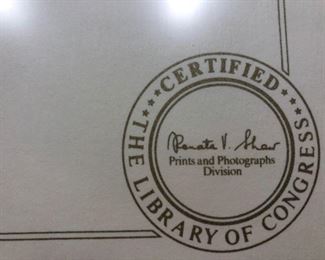 ★★★ CERTIFIED ★★★
THE LIBRARY OF CONGRESS
Renata V. Shaw
Prints and Photographs
Division